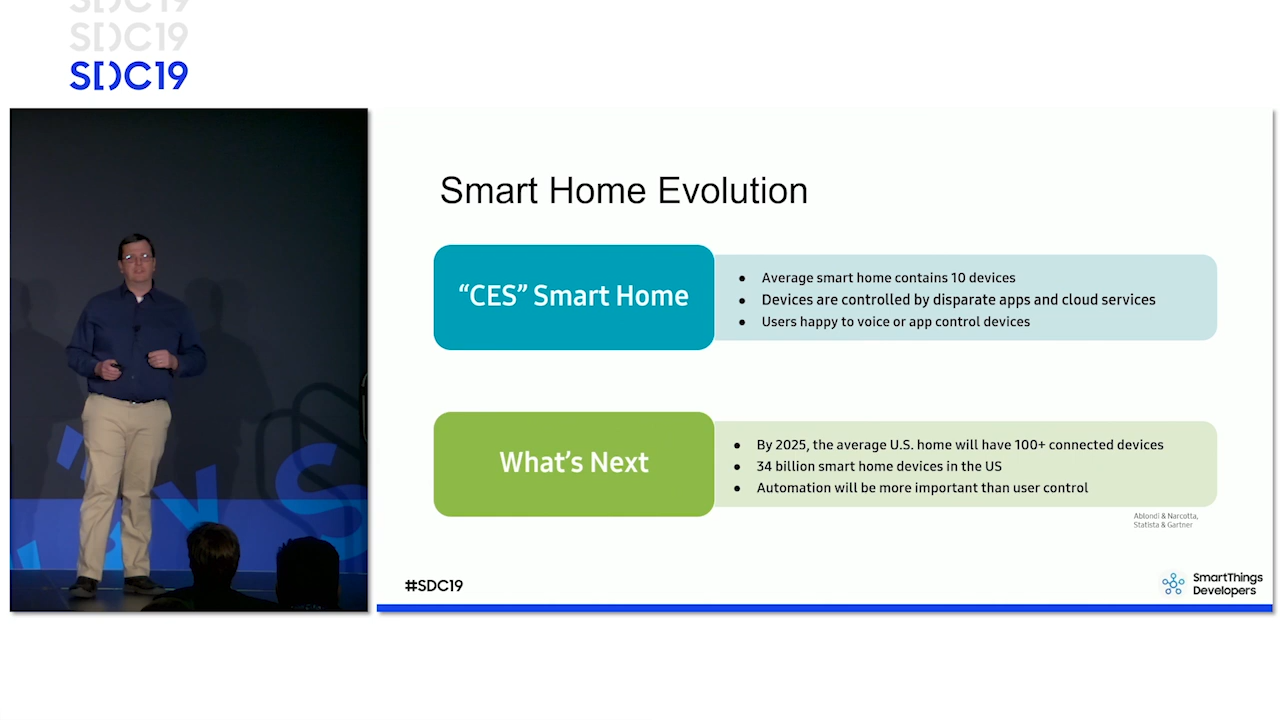 SDC19
SDC19
SDC19
Smart Home Evolution
“CES” Smart Home
● Average smart home contains 10 devices
● Devices are controlled by disparate apps and cloud services
● Users happy to voice or app control devices
What’s Next
● By 2025, the average U.S. home will have 100+ connected devices
● 34 billion smart home devices in the US
● Automation will be more important than user control
Ablondi & Narcotta,
Statista & Gartner
#SDC19
SmartThings
Developers